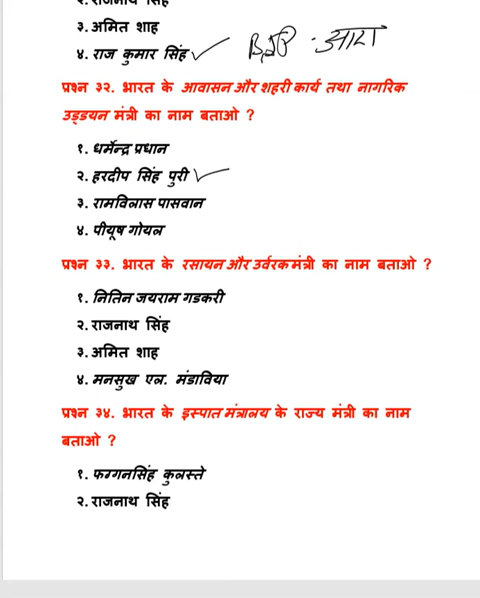 २. राजनाथ सिंह
३. अमित शाह
४. राज कुमार सिंह BJP - आरा
प्रश्न ३२. भारत के आवासन और शहरी कार्य तथा नागरिक
उड्डयन मंत्री का नाम बताओ ?
१. धर्मेन्द्र प्रधान
२. हरदीप सिंह पुरी
३. रामविलास पासवान
४. पीयूष गोयल
प्रश्न ३३. भारत के रसायन और उर्वरक मंत्री का नाम बताओ ?
१. नितिन जयराम गडकरी
२. राजनाथ सिंह
३. अमित शाह
४. मनसुख एल. मंडाविया
प्रश्न ३४. भारत के इस्पात मंत्रालय के राज्य मंत्री का नाम
बताओ ?
१. फग्गनसिंह कुलस्ते
२. राजनाथ सिंह